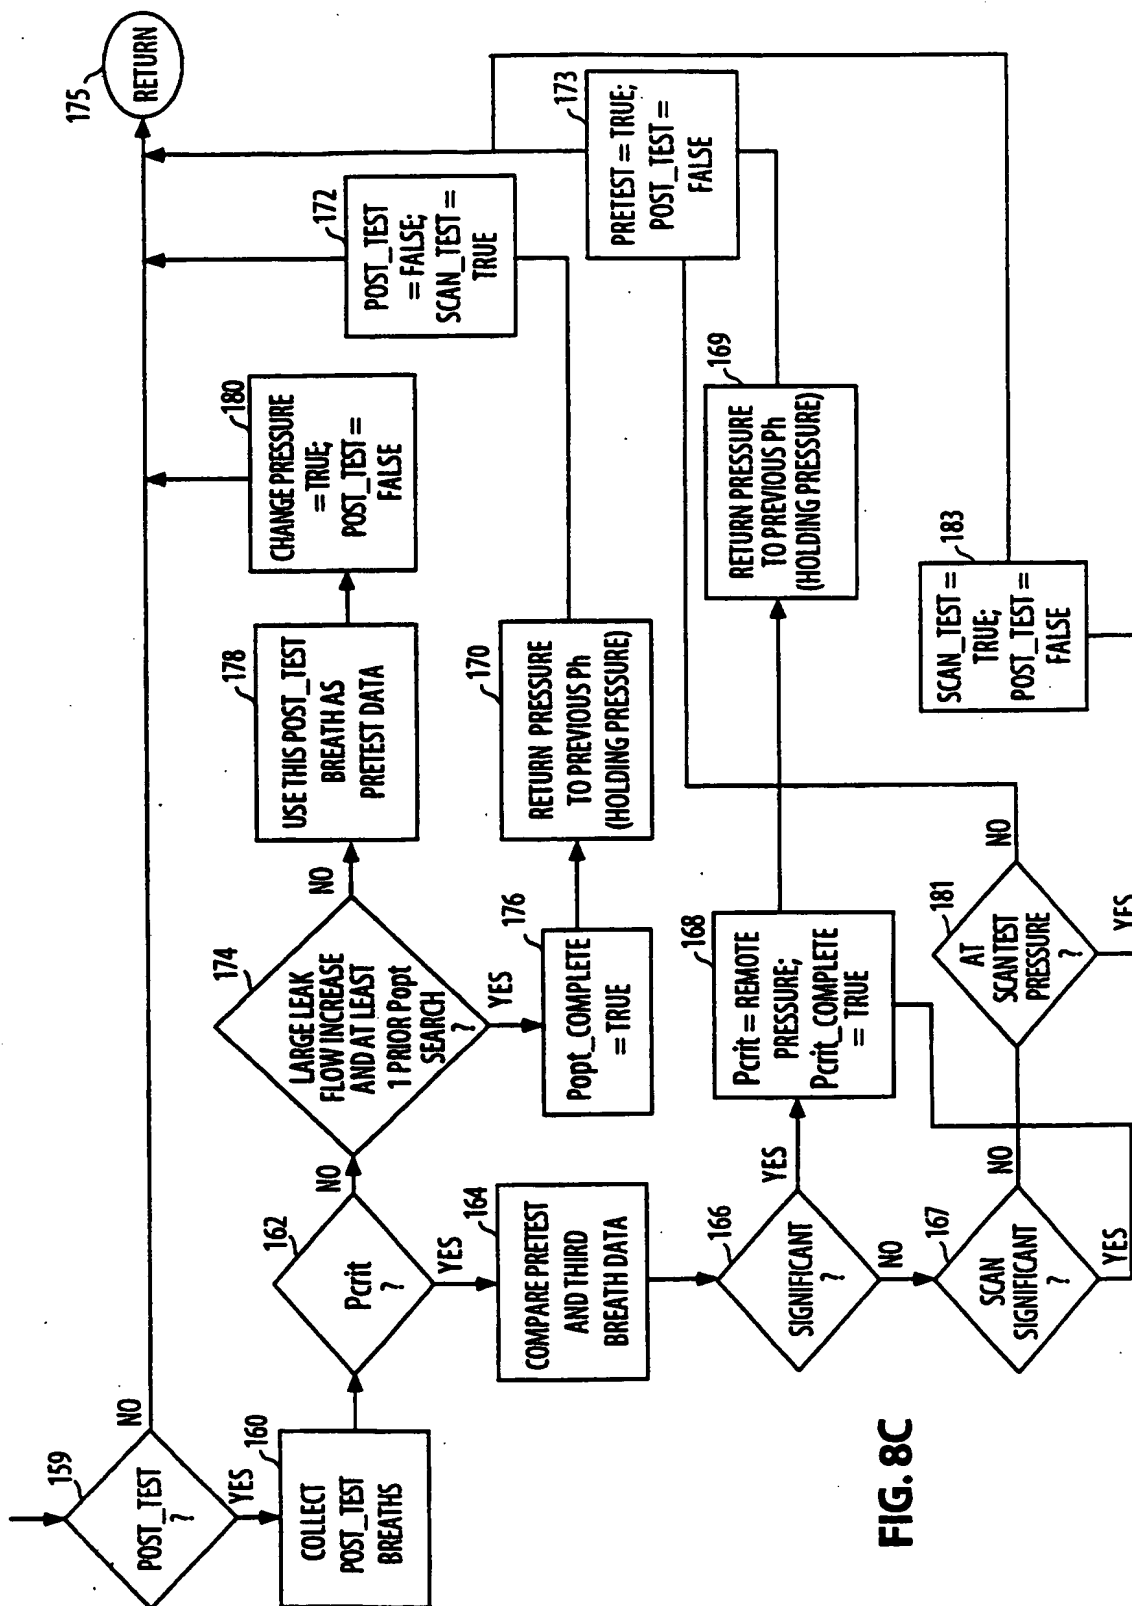 159
POST_TEST
?
NO
YES
175
RETURN
160
COLLECT
POST_TEST
BREATHS
162
Pcrit
?
NO
YES
174
LARGE LEAK
FLOW INCREASE
AND AT LEAST
1 PRIOR Popt
SEARCH
?
NO
YES
178
USE THIS POST_TEST
BREATH AS
PRETEST DATA
180
CHANGE PRESSURE
= TRUE;
POST_TEST =
FALSE
176
Popt_COMPLETE
= TRUE
170
RETURN PRESSURE
TO PREVIOUS Ph
(HOLDING PRESSURE)
172
POST_TEST
= FALSE;
SCAN_TEST =
TRUE
164
COMPARE PRETEST
AND THIRD
BREATH DATA
166
SIGNIFICANT
?
YES
NO
168
Pcrit = REMOTE
PRESSURE;
Pcrit_COMPLETE
= TRUE
169
RETURN PRESSURE
TO PREVIOUS Ph
(HOLDING PRESSURE)
173
PRETEST = TRUE;
POST_TEST =
FALSE
167
SCAN
SIGNIFICANT
?
NO
YES
181
AT
SCANTEST
PRESSURE
?
NO
YES
183
SCAN_TEST =
TRUE;
POST_TEST =
FALSE
FIG. 8C